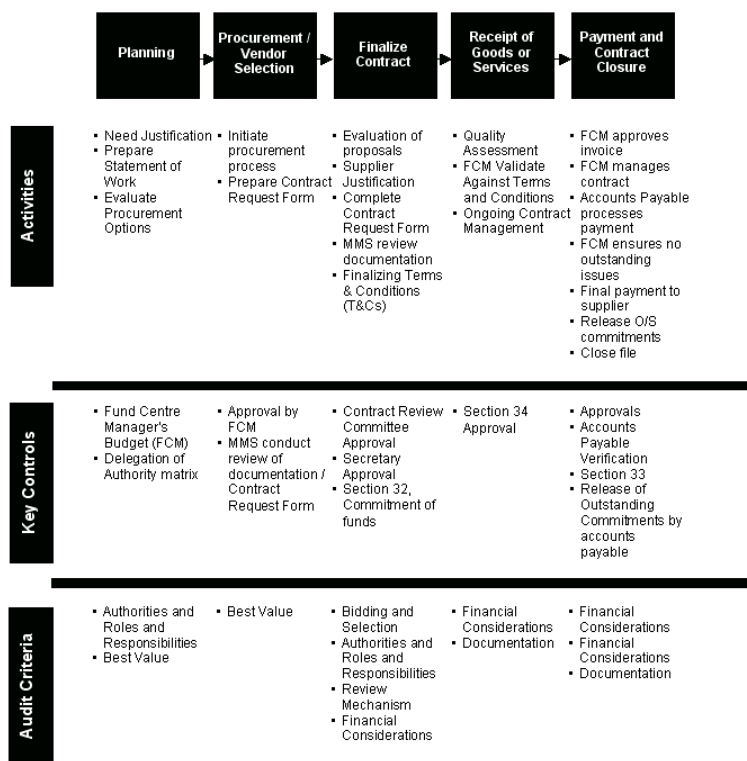 Planning
Procurement /
Vendor
Selection
Finalize
Contract
Receipt of
Goods or
Services
Payment and
Contract
Closure
Activities
▪ Need Justification
▪ Prepare
Statement of
Work
▪ Evaluate
Procurement
Options
▪ Initiate
procurement
process
▪ Prepare Contract
Request Form
▪ Evaluation of
proposals
▪ Supplier
Justification
▪ Complete
Contract
Request Form
▪ MMS review
documentation
▪ Finalizing Terms
& Conditions
(T&Cs)
▪ Quality
Assessment
▪ FCM Validate
Against Terms
and Conditions
▪ Ongoing Contract
Management
▪ FCM approves
invoice
▪ FCM manages
contract
▪ Accounts Payable
processes
payment
▪ FCM ensures no
outstanding
issues
▪ Final payment to
supplier
▪ Release O/S
commitments
▪ Close file
Key Controls
▪ Fund Centre
Manager's
Budget (FCM)
▪ Delegation of
Authority matrix
▪ Approval by
FCM
▪ MMS conduct
review of
documentation /
Contract
Request Form
▪ Contract Review
Committee
Approval
▪ Secretary
Approval
▪ Section 32,
Commitment of
funds
▪ Section 34
Approval
▪ Approvals
▪ Accounts
Payable
Verification
▪ Section 33
▪ Release of
Outstanding
Commitments by
accounts
payable
Audit Criteria
▪ Authorities and
Roles and
Responsibilities
▪ Best Value
▪ Best Value
▪ Bidding and
Selection
▪ Authorities and
Roles and
Responsibilities
▪ Review
Mechanism
▪ Financial
Considerations
▪ Financial
Considerations
▪ Documentation
▪ Financial
Considerations
▪ Financial
Considerations
▪ Documentation